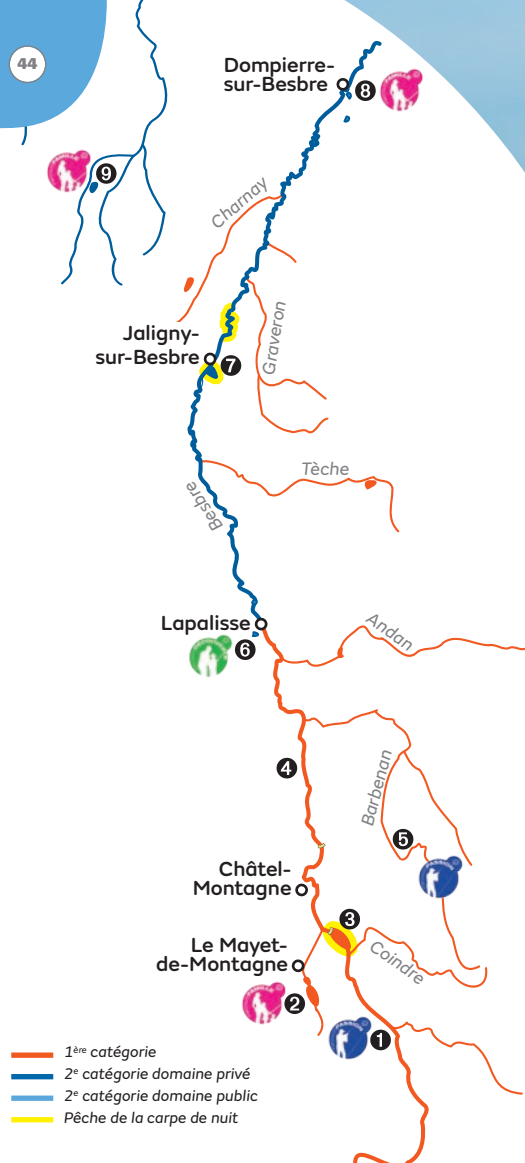 44
Dompierre-
sur-Besbre
8
9
Charnay
Graveron
Jaligny-
sur-Besbre
7
Tèche
Besbre
Lapalisse
6
Andan
4
Barbenan
5
Châtel-
Montagne
3
Le Mayet-
de-Montagne
Coindre
2
1
1ère catégorie
2e catégorie domaine privé
2e catégorie domaine public
Pêche de la carpe de nuit